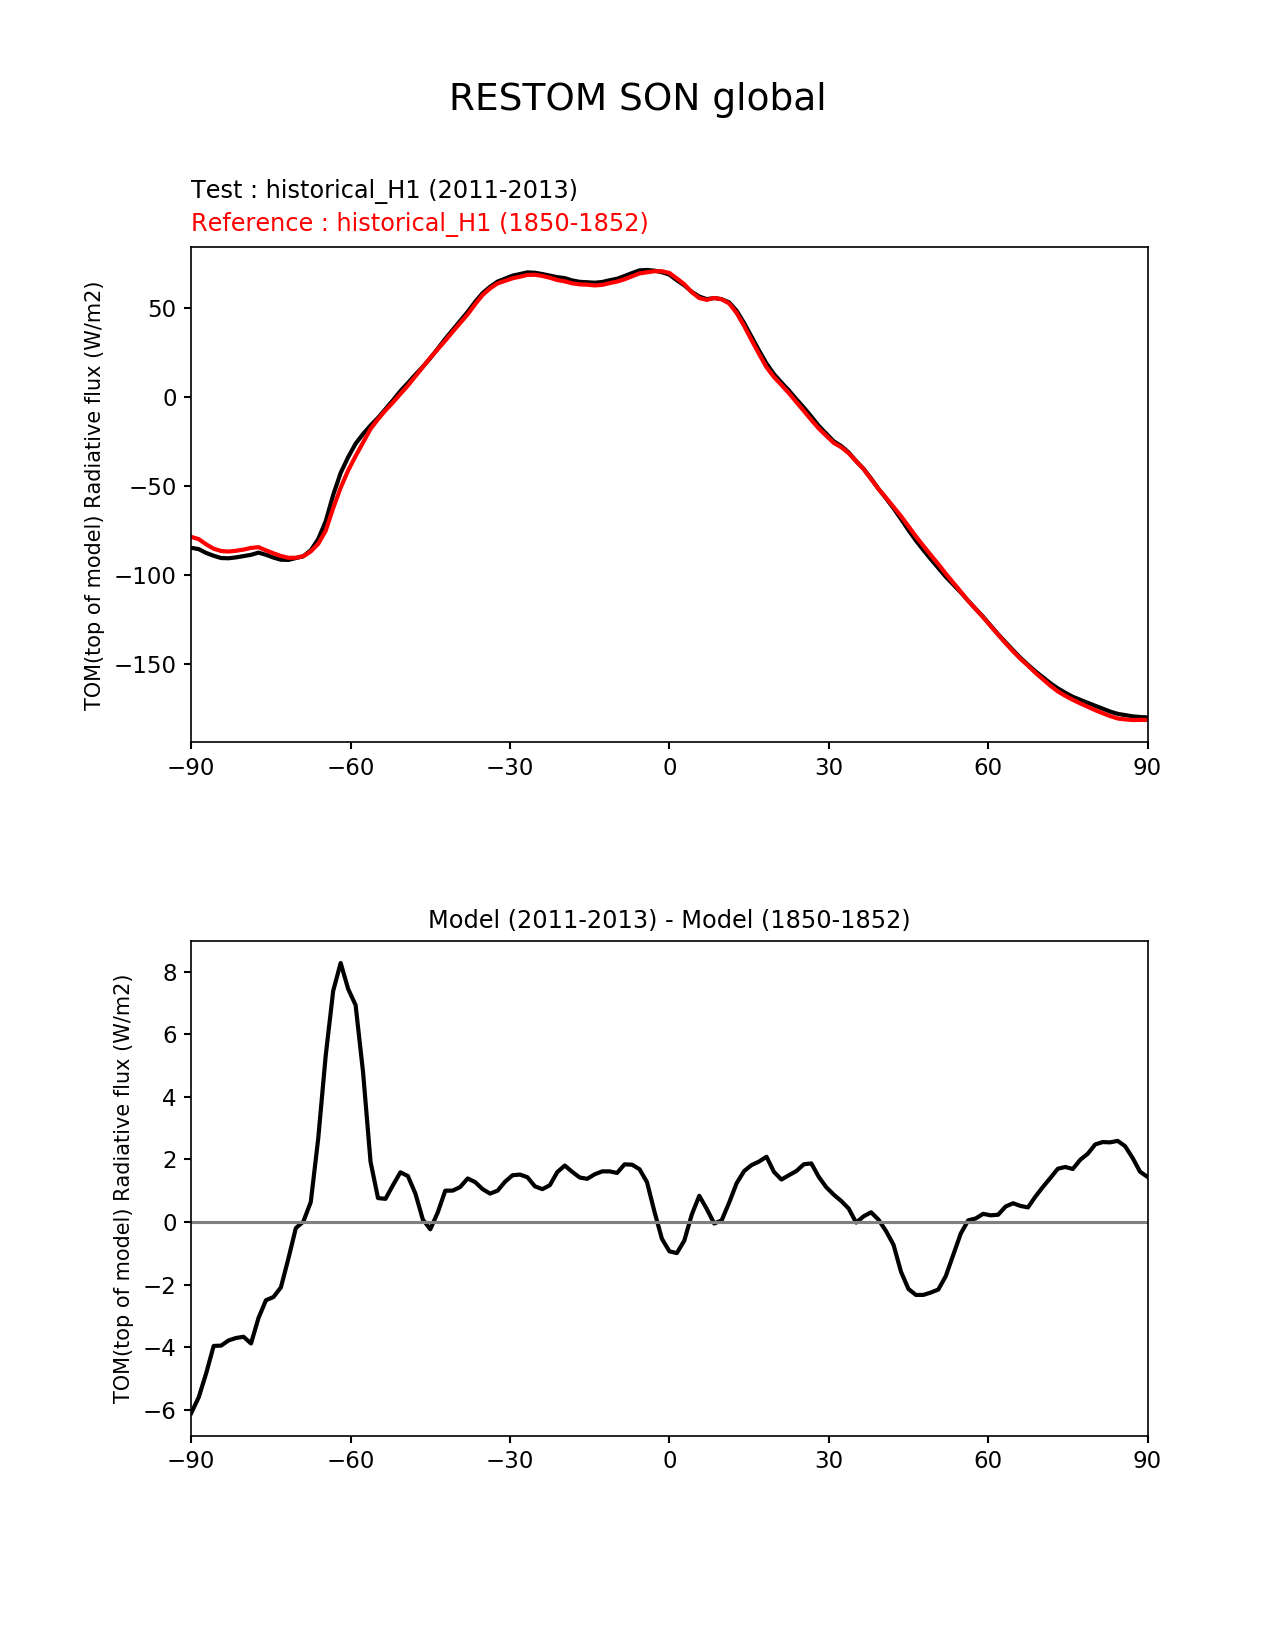 RESTOM SON global
Test : historical_H1 (2011-2013)
Reference : historical_H1 (1850-1852)
TOM(top of model) Radiative flux (W/m2)
50
0
−50
−100
−150
−90 −60 −30 0 30 60 90
Model (2011-2013) - Model (1850-1852)
TOM(top of model) Radiative flux (W/m2)
8
6
4
2
0
−2
−4
−6
−90 −60 −30 0 30 60 90